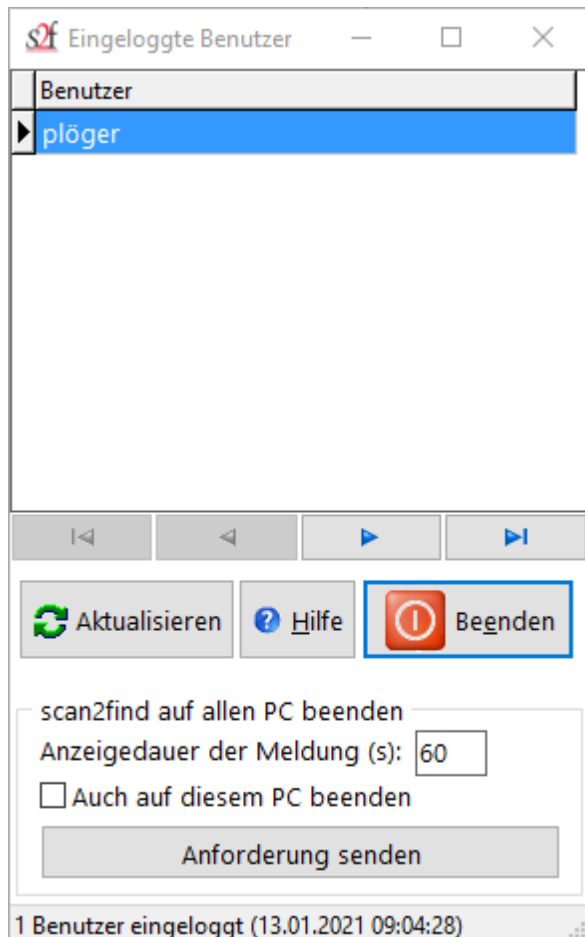 s2f Eingeloggte Benutzer
Benutzer
plöger
Aktualisieren Hilfe Beenden
scan2find auf allen PC beenden
Anzeigedauer der Meldung (s): 60
Auch auf diesem PC beenden
Anforderung senden
1 Benutzer eingeloggt (13.01.2021 09:04:28)